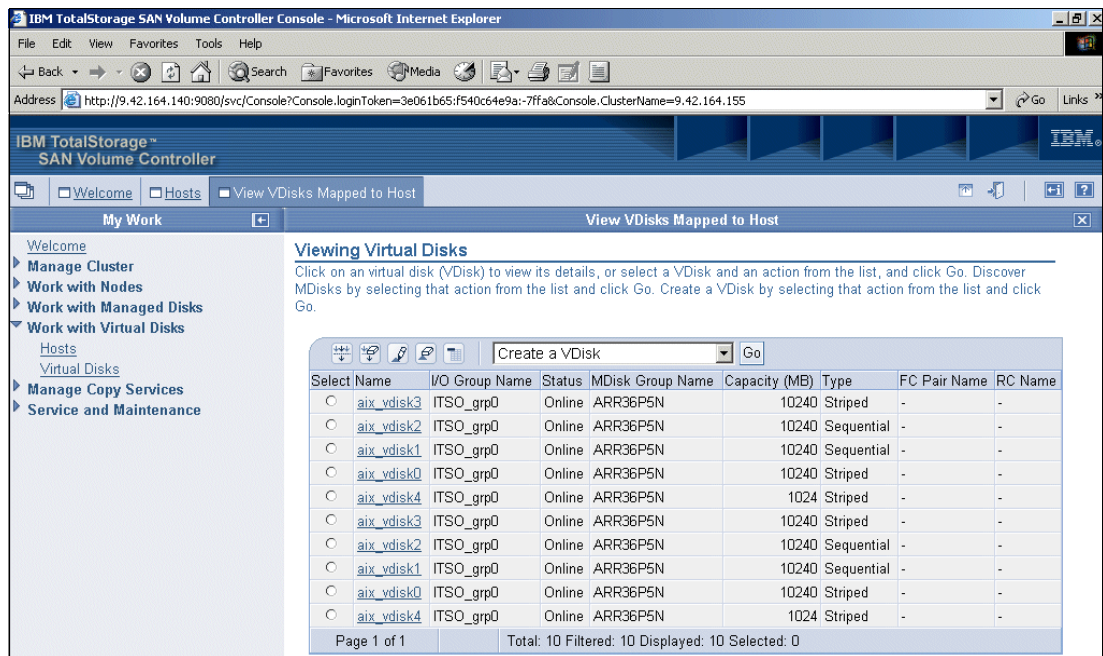 IBM TotalStorage SAN Volume Controller Console - Microsoft Internet Explorer
File Edit View Favorites Tools Help
Back Search Favorites Media
Address http://9.42.164.140:9080/svc/Console?Console.loginToken=3e061b65:f540c64e9a:-7ffa&Console.ClusterName=9.42.164.155 Go Links »
IBM TotalStorage™
SAN Volume Controller
IBM®
Welcome Hosts View VDisks Mapped to Host
My Work
View VDisks Mapped to Host
Welcome
Manage Cluster
Work with Nodes
Work with Managed Disks
Work with Virtual Disks
Hosts
Virtual Disks
Manage Copy Services
Service and Maintenance
Viewing Virtual Disks
Click on an virtual disk (VDisk) to view its details, or select a VDisk and an action from the list, and click Go. Discover
MDisks by selecting that action from the list and click Go. Create a VDisk by selecting that action from the list and click
Go.
Create a VDisk Go
Select Name I/O Group Name Status MDisk Group Name Capacity (MB) Type FC Pair Name RC Name
aix_vdisk3 ITSO_grp0 Online ARR36P5N 10240 Striped - -
aix_vdisk2 ITSO_grp0 Online ARR36P5N 10240 Sequential - -
aix_vdisk1 ITSO_grp0 Online ARR36P5N 10240 Sequential - -
aix_vdisk0 ITSO_grp0 Online ARR36P5N 10240 Striped - -
aix_vdisk4 ITSO_grp0 Online ARR36P5N 1024 Striped - -
aix_vdisk3 ITSO_grp0 Online ARR36P5N 10240 Striped - -
aix_vdisk2 ITSO_grp0 Online ARR36P5N 10240 Sequential - -
aix_vdisk1 ITSO_grp0 Online ARR36P5N 10240 Sequential - -
aix_vdisk0 ITSO_grp0 Online ARR36P5N 10240 Striped - -
aix_vdisk4 ITSO_grp0 Online ARR36P5N 1024 Striped - -
Page 1 of 1 Total: 10 Filtered: 10 Displayed: 10 Selected: 0